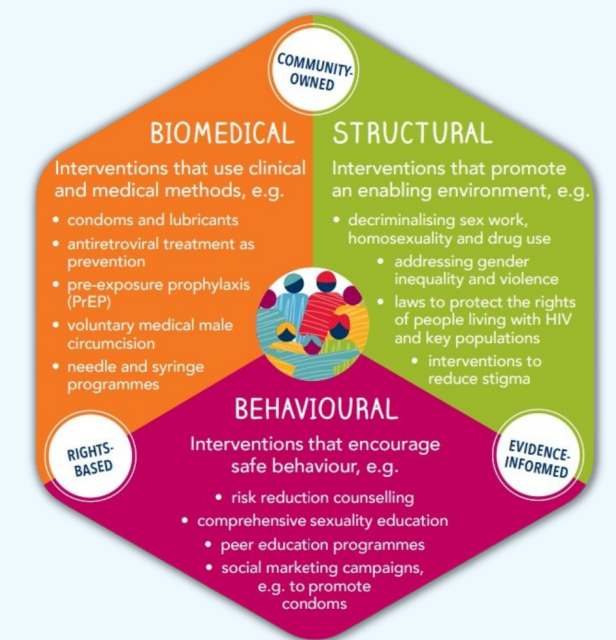 COMMUNITY-
OWNED
BIOMEDICAL
Interventions that use clinical
and medical methods, e.g.
• condoms and lubricants
• antiretroviral treatment as
prevention
• pre-exposure prophylaxis
(PrEP)
• voluntary medical male
circumcision
• needle and syringe
programmes
STRUCTURAL
Interventions that promote
an enabling environment, e.g.
• decriminalising sex work,
homosexuality and drug use
• addressing gender
inequality and violence
• laws to protect the rights
of people living with HIV
and key populations
• interventions to
reduce stigma
RIGHTS-
BASED
BEHAVIOURAL
Interventions that encourage
safe behaviour, e.g.
• risk reduction counselling
• comprehensive sexuality education
• peer education programmes
• social marketing campaigns,
e.g. to promote
condoms
EVIDENCE-
INFORMED